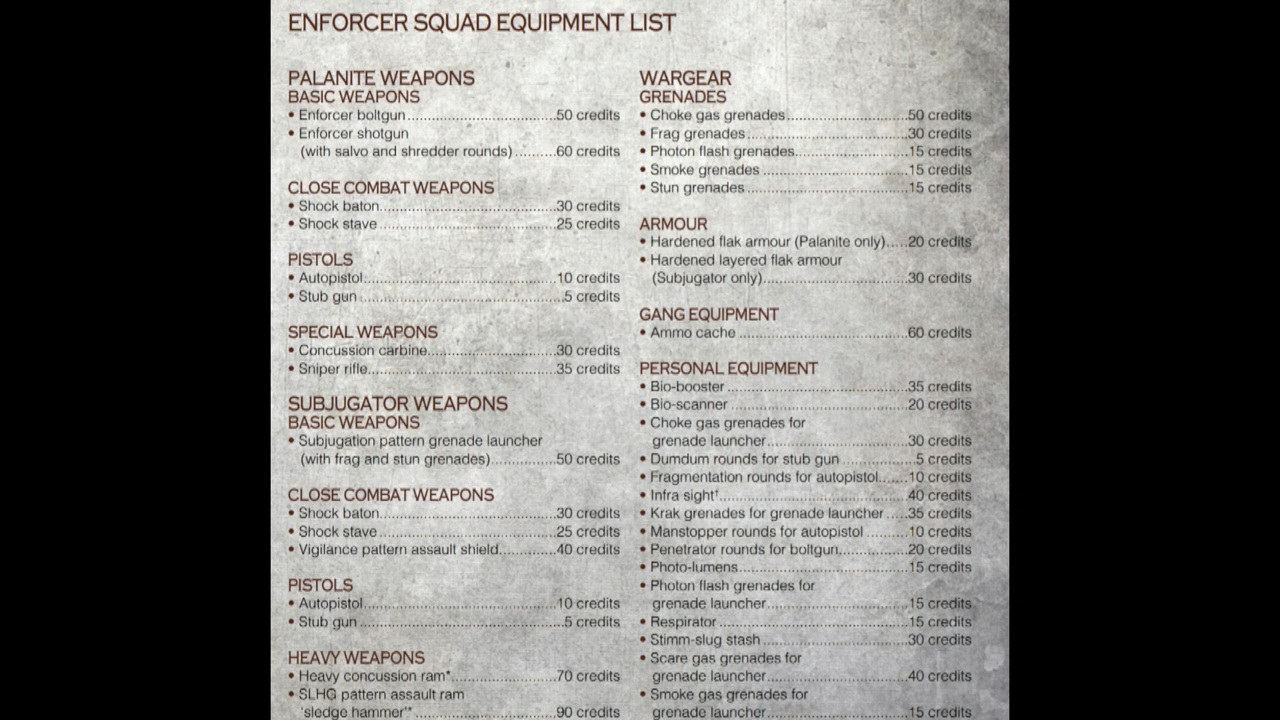 ENFORCER SQUAD EQUIPMENT LIST
PALANITE WEAPONS
BASIC WEAPONS
• Enforcer boltgun..................................50 credits
• Enforcer shotgun
(with salvo and shredder rounds)..........60 credits
CLOSE COMBAT WEAPONS
• Shock baton........................................30 credits
• Shock stave........................................25 credits
PISTOLS
• Autopistol............................................10 credits
• Stub gun..............................................5 credits
SPECIAL WEAPONS
• Concussion carbine.............................30 credits
• Sniper rifle...........................................35 credits
SUBJUGATOR WEAPONS
BASIC WEAPONS
• Subjugation pattern grenade launcher
(with frag and stun grenades)...............50 credits
CLOSE COMBAT WEAPONS
• Shock baton........................................30 credits
• Shock stave........................................25 credits
• Vigilance pattern assault shield.............40 credits
PISTOLS
• Autopistol............................................10 credits
• Stub gun..............................................5 credits
HEAVY WEAPONS
• Heavy concussion ram*........................70 credits
• SLHG pattern assault ram
'sledge hammer'*.................................90 credits
WARGEAR
GRENADES
• Choke gas grenades............................50 credits
• Frag grenades.....................................30 credits
• Photon flash grenades..........................15 credits
• Smoke grenades.................................15 credits
• Stun grenades.....................................15 credits
ARMOUR
• Hardened flak armour (Palanite only).....20 credits
• Hardened layered flak armour
(Subjugator only)..................................30 credits
GANG EQUIPMENT
• Ammo cache.......................................60 credits
PERSONAL EQUIPMENT
• Bio-booster.........................................35 credits
• Bio-scanner........................................20 credits
• Choke gas grenades for
grenade launcher.................................30 credits
• Dumdum rounds for stub gun................5 credits
• Fragmentation rounds for autopistol.......10 credits
• Infra sight†...........................................40 credits
• Krak grenades for grenade launcher.....35 credits
• Manstopper rounds for autopistol..........10 credits
• Penetrator rounds for boltgun................20 credits
• Photo-lumens......................................15 credits
• Photon flash grenades for
grenade launcher.................................15 credits
• Respirator...........................................15 credits
• Stimm-slug stash.................................30 credits
• Scare gas grenades for
grenade launcher.................................40 credits
• Smoke gas grenades for
grenade launcher.................................15 credits